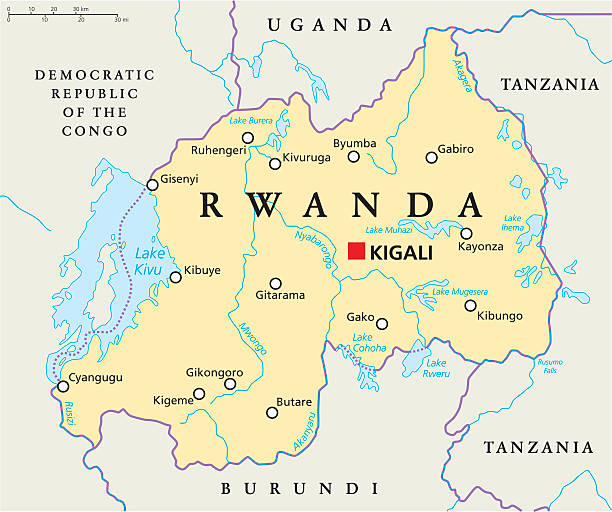 0 10 20 30 km
0 10 20 30 mi
UGANDA
DEMOCRATIC
REPUBLIC
OF THE
CONGO
TANZANIA
Akagera
Lake Burera
Ruhengeri
Kivuruga
Byumba
Gabiro
Gisenyi
RWANDA
Lake
Ihema
Lake Muhazi
Kayonza
Nyabarongo
KIGALI
Lake
Kivu
Kibuye
Gitarama
Lake Mugesera
Kibungo
Gako
Mwongo
Lake
Cohoha
Lake
Rweru
Rusumo
Falls
Cyangugu
Gikongoro
Kigeme
Butare
Rusizi
Akanyaru
TANZANIA
BURUNDI